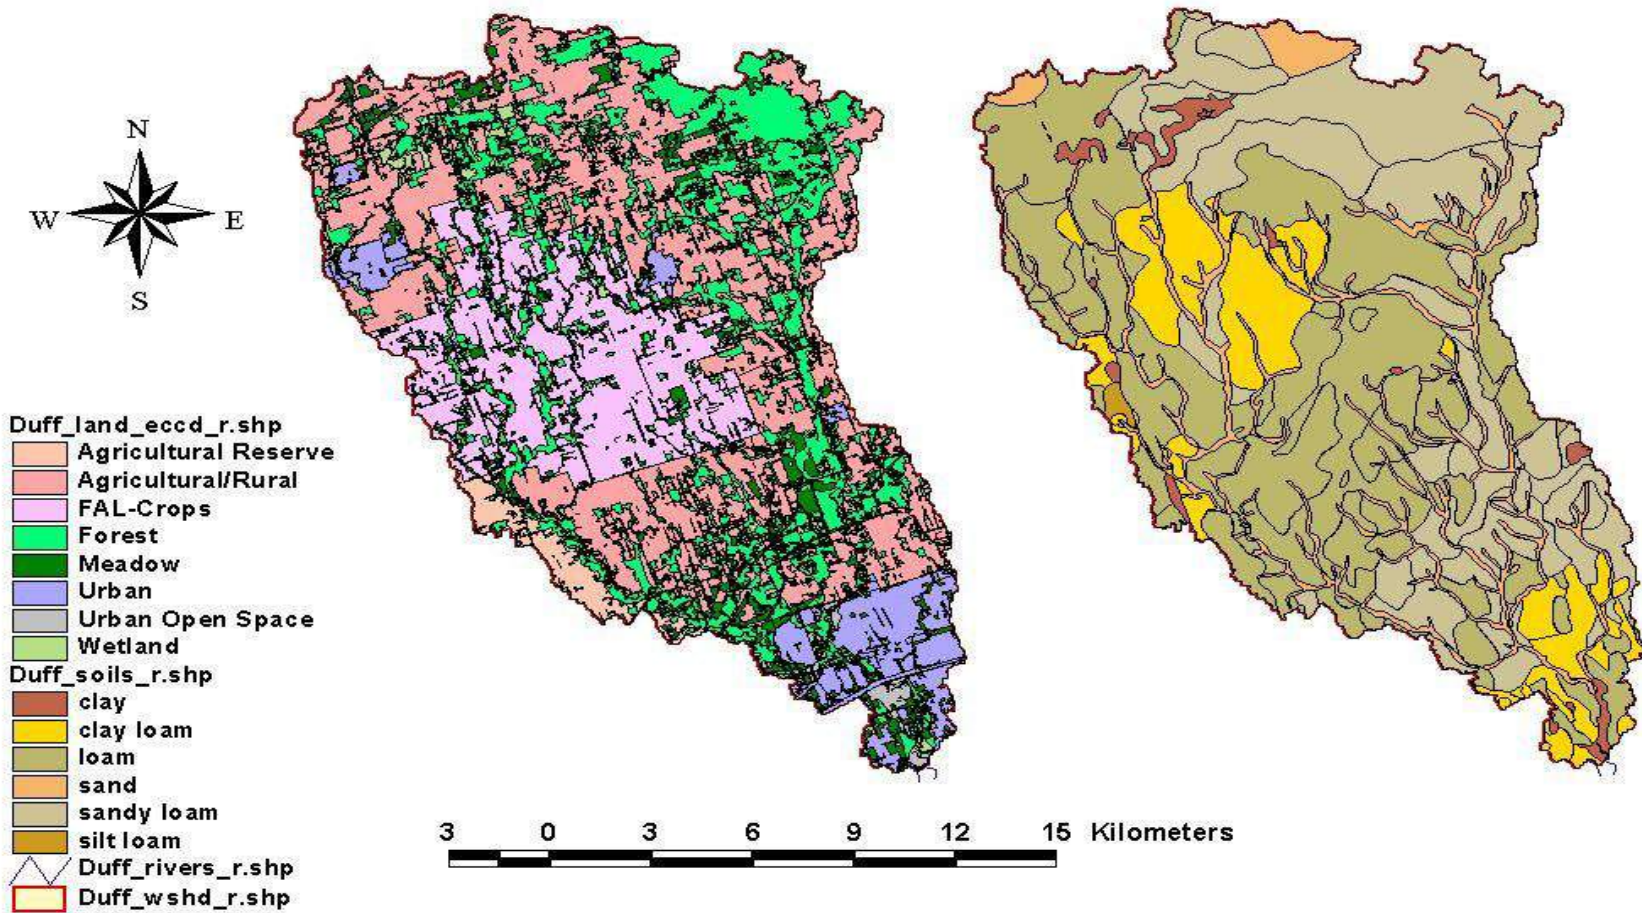 N
W
E
S
Duff_land_eccd_r.shp
Agricultural Reserve
Agricultural/Rural
FAL-Crops
Forest
Meadow
Urban
Urban Open Space
Wetland
Duff_soils_r.shp
clay
clay loam
loam
sand
sandy loam
silt loam
Duff_rivers_r.shp
Duff_wshd_r.shp
3 0 3 6 9 12 15 Kilometers